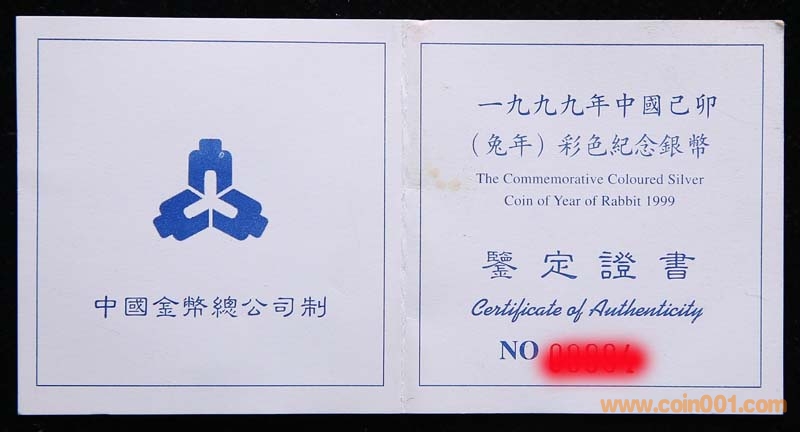 中國金幣總公司制
一九九九年中國己卯
（兔年）彩色紀念銀幣
The Commemorative Coloured Silver
Coin of Year of Rabbit 1999
鑒定證書
Certificate of Authenticity
NO
www.coin001.com